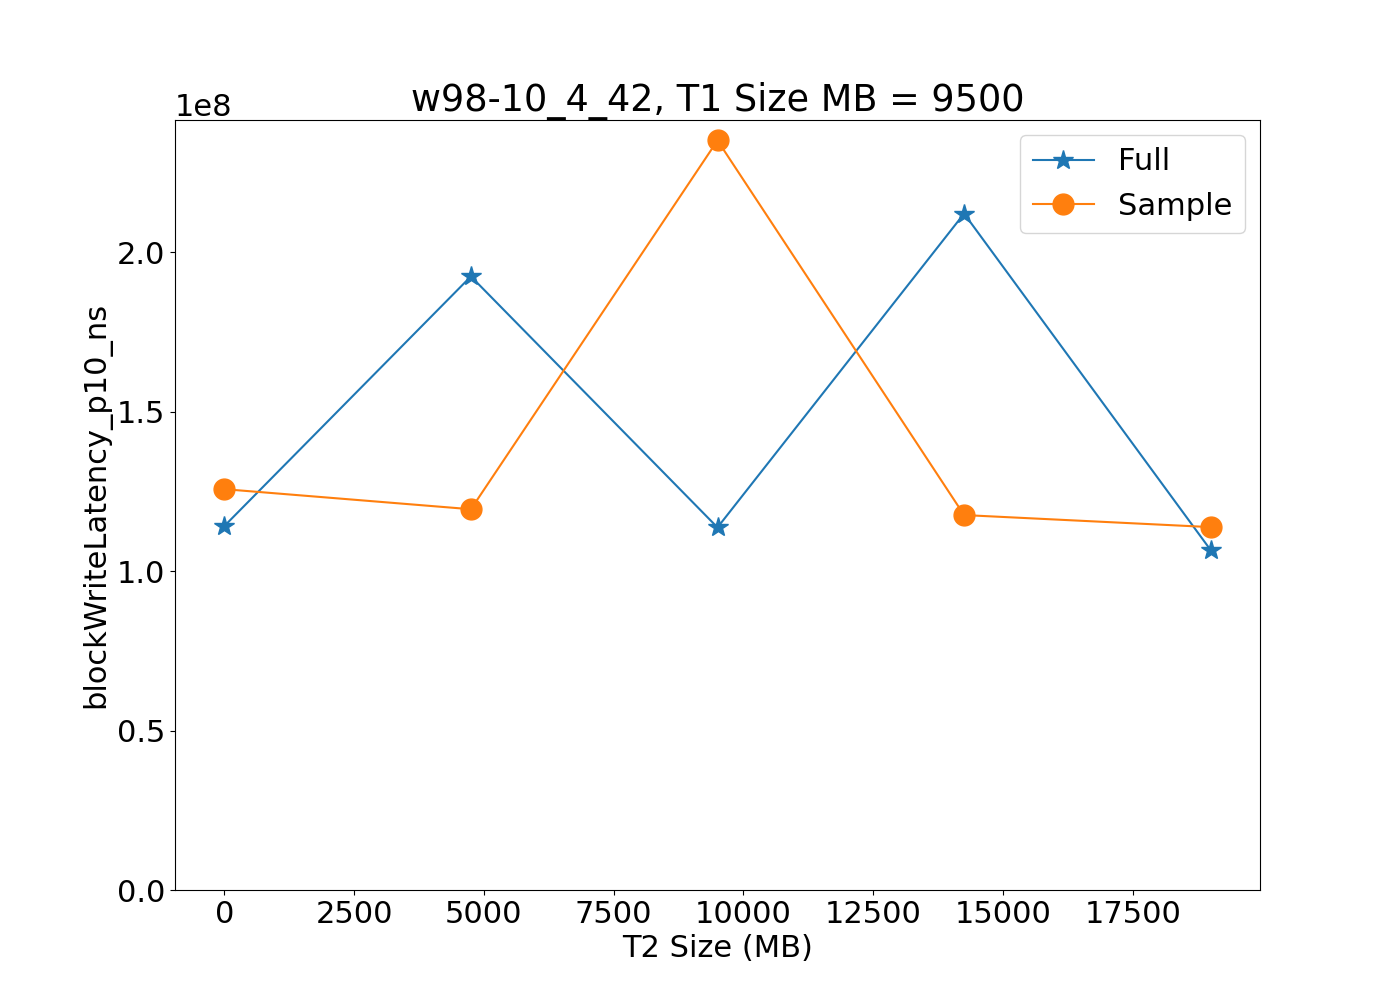 w98-10_4_42, T1 Size MB = 9500
1e8
Full
Sample
2.0
1.5
1.0
0.5
0.0
blockWriteLatency_p10_ns
0 2500 5000 7500 10000 12500 15000 17500
T2 Size (MB)